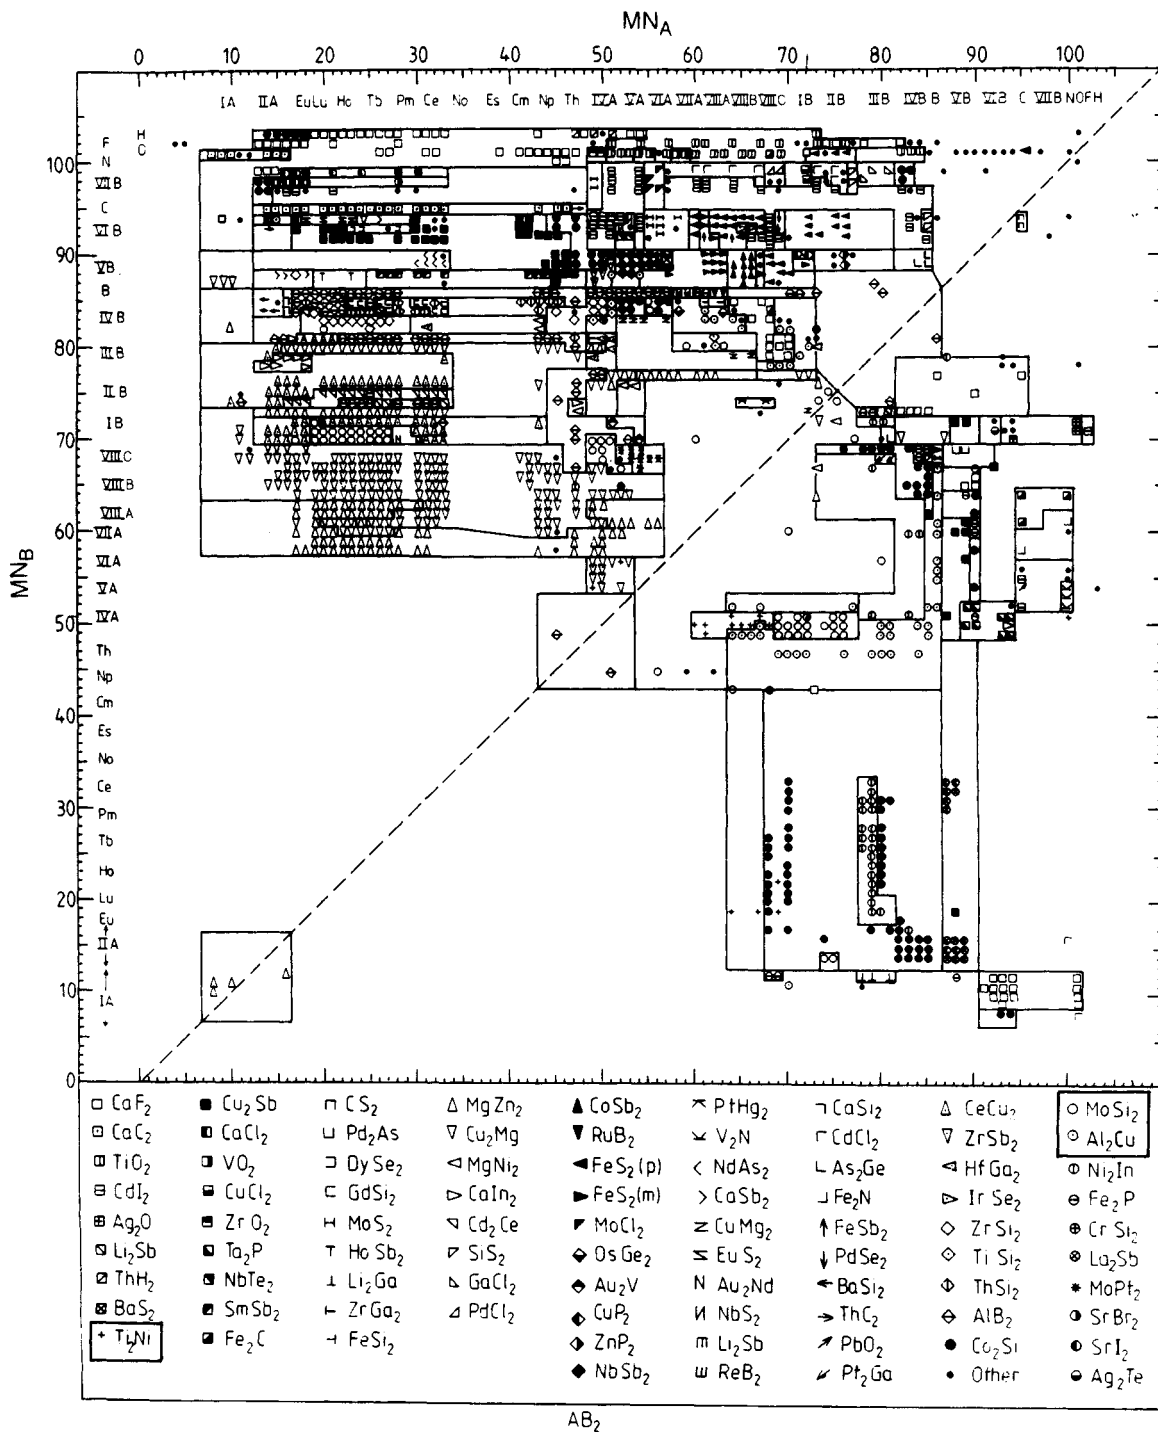 MN_A
0 10 20 30 40 50 60 70 80 90 100
IA IIA Eu Lu Ho Tb Pm Ce No Es Cm Np Th IVA VA VIA VIIA VIIIA VIIIB VIIIC IB IIB IIIB IVB B VB VIB C VIIB N O F H
F
H
C
O
100
N
VIIB
C
VIB
90
VB
B
IVB
80
IIIB
IIB
IB
70
VIIIC
VIIIB
VIIIA
60
VIIA
VIA
VA
MN_B
50
IVA
Th
Np
Cm
40
Es
No
Ce
30
Pm
Tb
Ho
20
Lu
Eu
IIA
10
IA
0
CaF₂ Cu₂Sb CS₂ MgZn₂ CoSb₂ PtHg₂ CaSi₂ CeCu₂ MoSi₂
CaC₂ CaCl₂ Pd₂As Cu₂Mg RuB₂ V₂N CdCl₂ ZrSb₂ Al₂Cu
TiO₂ VO₂ DySe₂ MgNi₂ FeS₂(p) NdAs₂ As₂Ge HfGa₂ Ni₂In
CdI₂ CuCl₂ GdSi₂ CaIn₂ FeS₂(m) CaSb₂ Fe₂N IrSe₂ Fe₂P
Ag₂O ZrO₂ MoS₂ Cd₂Ce MoCl₂ CuMg₂ FeSb₂ ZrSi₂ CrSi₂
Li₂Sb Ta₂P HoSb₂ SiS₂ OsGe₂ EuS₂ PdSe₂ TiSi₂ La₂Sb
ThH₂ NbTe₂ Li₂Ga GaCl₂ Au₂V Au₂Nd BaSi₂ ThSi₂ MoPt₂
BaS₂ SmSb₂ ZrGa₂ PdCl₂ CuP₂ NbS₂ ThC₂ AlB₂ SrBr₂
Ti₂Ni Fe₂C FeSi₂ ZnP₂ Li₂Sb PbO₂ Co₂Si SrI₂
NbSb₂ ReB₂ Pt₂Ga Other Ag₂Te
AB₂